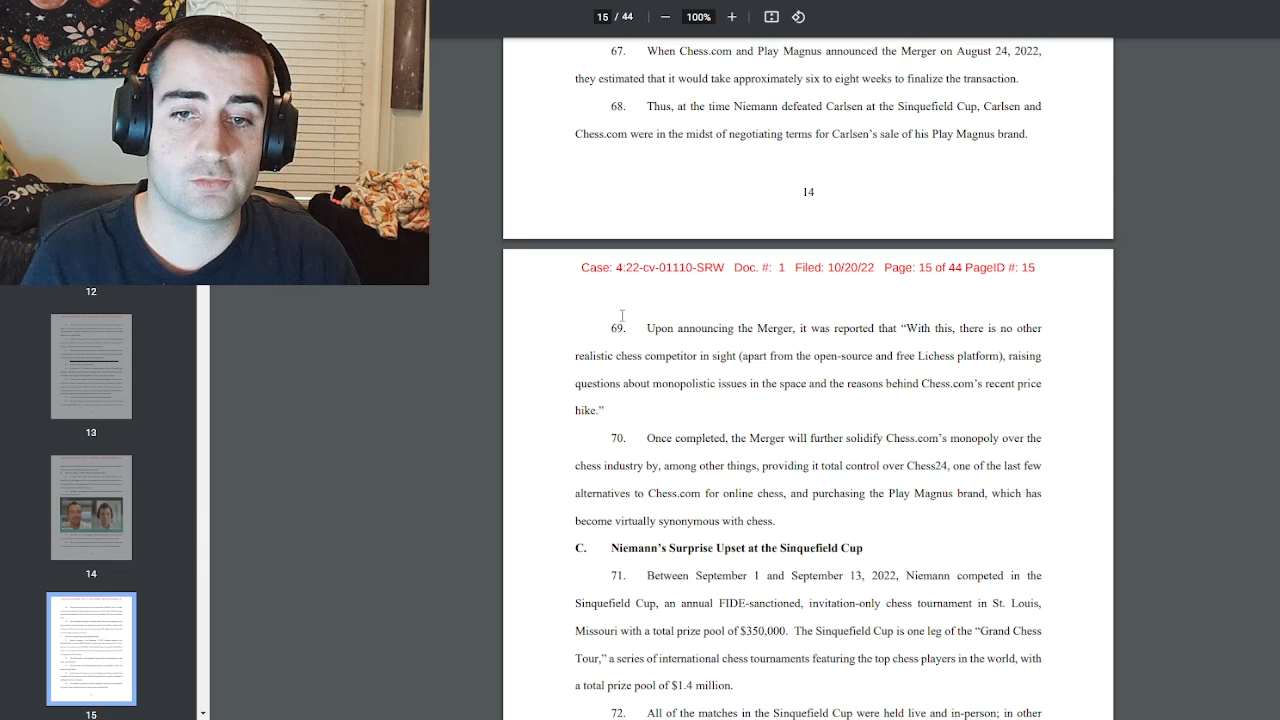 15 / 44
100%
67. When Chess.com and Play Magnus announced the Merger on August 24, 2022,
they estimated that it would take approximately six to eight weeks to finalize the transaction.
68. Thus, at the time Niemann defeated Carlsen at the Sinquefield Cup, Carlsen and
Chess.com were in the midst of negotiating terms for Carlsen's sale of his Play Magnus brand.
14
Case: 4:22-cv-01110-SRW Doc. #: 1 Filed: 10/20/22 Page: 15 of 44 PageID #: 15
69. Upon announcing the Merger, it was reported that “With this, there is no other
realistic chess competitor in sight (apart from the open-source and free Lichess platform), raising
questions about monopolistic issues in the space and the reasons behind Chess.com's recent price
hike.”
70. Once completed, the Merger will further solidify Chess.com's monopoly over the
chess industry by, among other things, providing it total control over Chess24, one of the last few
alternatives to Chess.com for online chess, and purchasing the Play Magnus brand, which has
become virtually synonymous with chess.
C. Niemann's Surprise Upset at the Sinquefield Cup
71. Between September 1 and September 13, 2022, Niemann competed in the
Sinquefield Cup, an annual FIDE-sanctioned, invitation-only chess tournament in St. Louis,
Missouri with a total prize pool of $350,000. The Sinquefield Cup is one leg of the “Grand Chess
Tour,” a series of international chess tournaments featuring the top chess players in the world, with
a total prize pool of $1.4 million.
72. All of the matches in the Sinquefield Cup were held live and in-person; in other
12
13
14
15